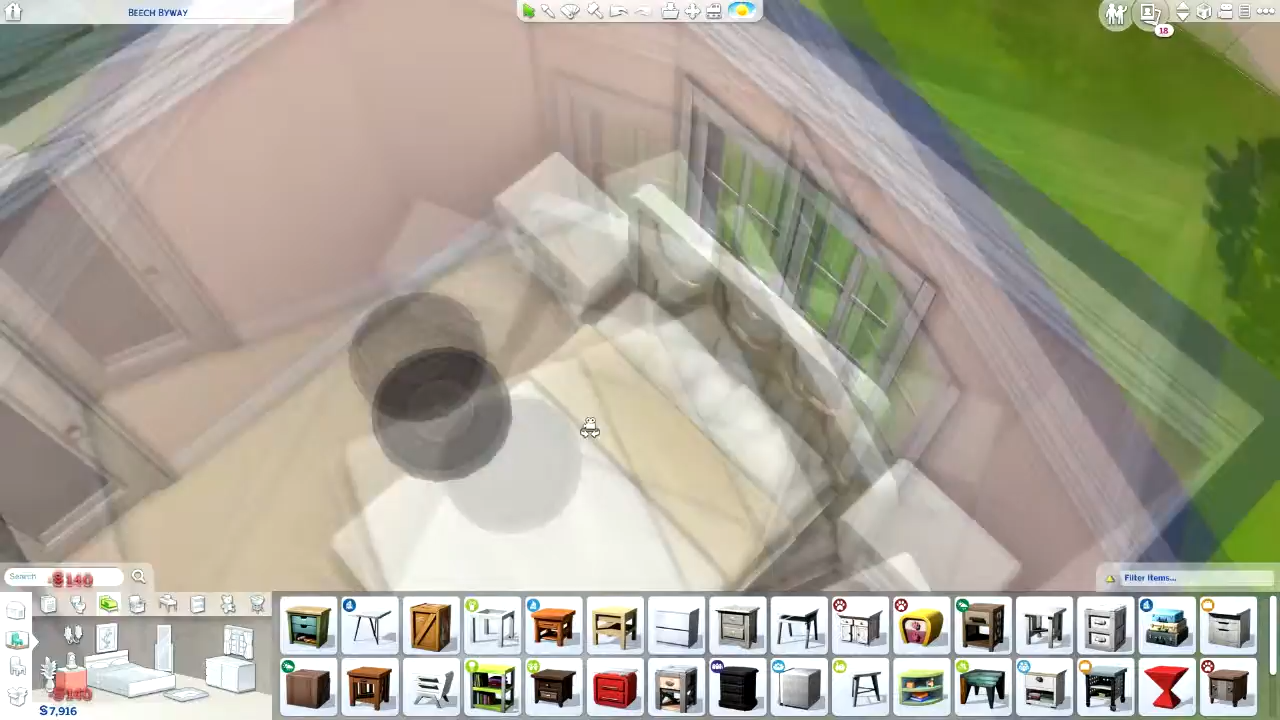 BEECH BYWAY
18
Search
-§140
Filter Items...
-§140
§7,916